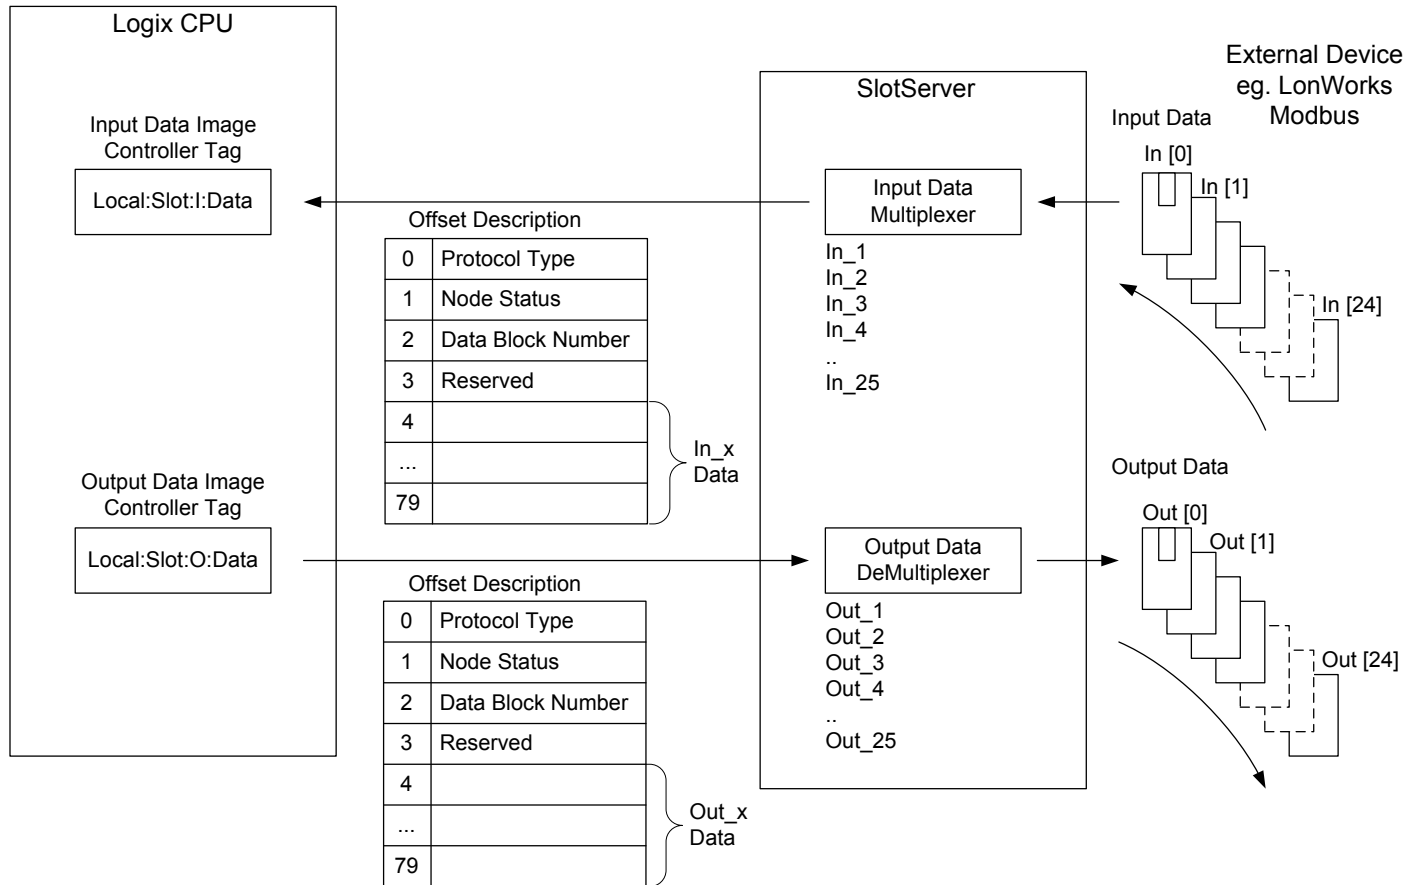 Logix CPU
Input Data Image
Controller Tag
Local:Slot:I:Data
Output Data Image
Controller Tag
Local:Slot:O:Data
Offset Description
0 Protocol Type
1 Node Status
2 Data Block Number
3 Reserved
4
...
79
In_x
Data
Offset Description
0 Protocol Type
1 Node Status
2 Data Block Number
3 Reserved
4
...
79
Out_x
Data
SlotServer
Input Data
Multiplexer
In_1
In_2
In_3
In_4
..
In_25
Output Data
DeMultiplexer
Out_1
Out_2
Out_3
Out_4
..
Out_25
External Device
eg. LonWorks
Modbus
Input Data
In [0]
In [1]
In [24]
Output Data
Out [0]
Out [1]
Out [24]